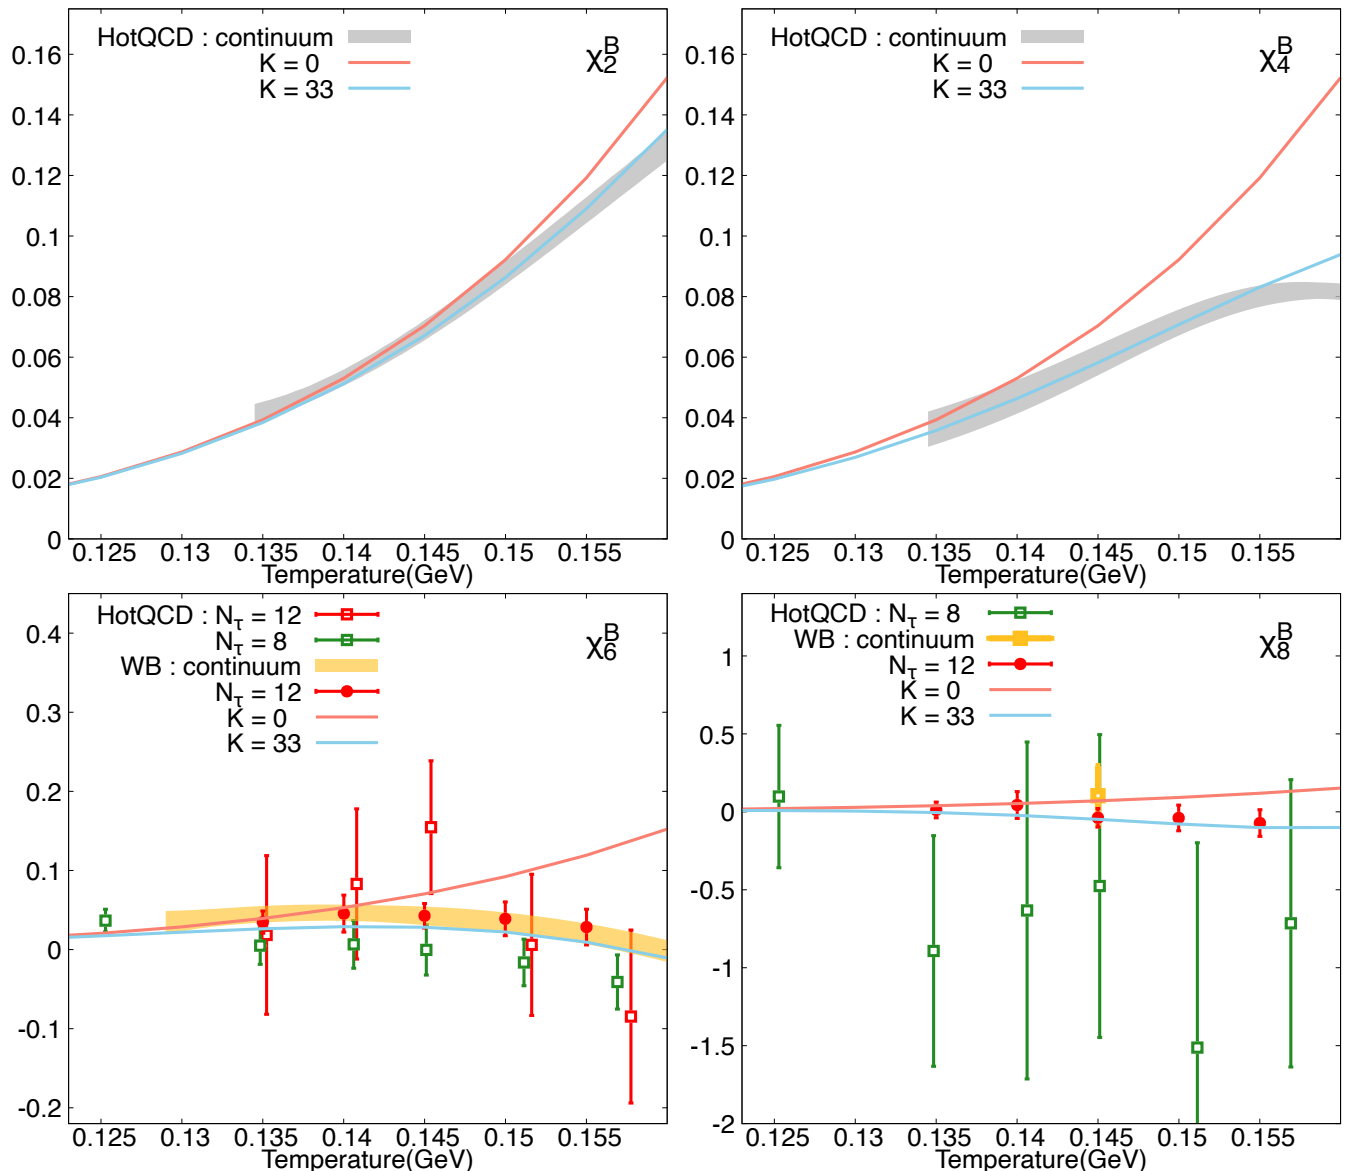 HotQCD : continuum
K = 0
K = 33
χ₂ᴮ
0.16
0.14
0.12
0.1
0.08
0.06
0.04
0.02
0
0.125 0.13 0.135 0.14 0.145 0.15 0.155
Temperature(GeV)
HotQCD : continuum
K = 0
K = 33
χ₄ᴮ
0.16
0.14
0.12
0.1
0.08
0.06
0.04
0.02
0
0.125 0.13 0.135 0.14 0.145 0.15 0.155
Temperature(GeV)
HotQCD : N_τ = 12
N_τ = 8
WB : continuum
N_τ = 12
K = 0
K = 33
χ₆ᴮ
0.4
0.3
0.2
0.1
0
-0.1
-0.2
0.125 0.13 0.135 0.14 0.145 0.15 0.155
Temperature(GeV)
HotQCD : N_τ = 8
WB : continuum
N_τ = 12
K = 0
K = 33
χ₈ᴮ
1
0.5
0
-0.5
-1
-1.5
-2
0.125 0.13 0.135 0.14 0.145 0.15 0.155
Temperature(GeV)